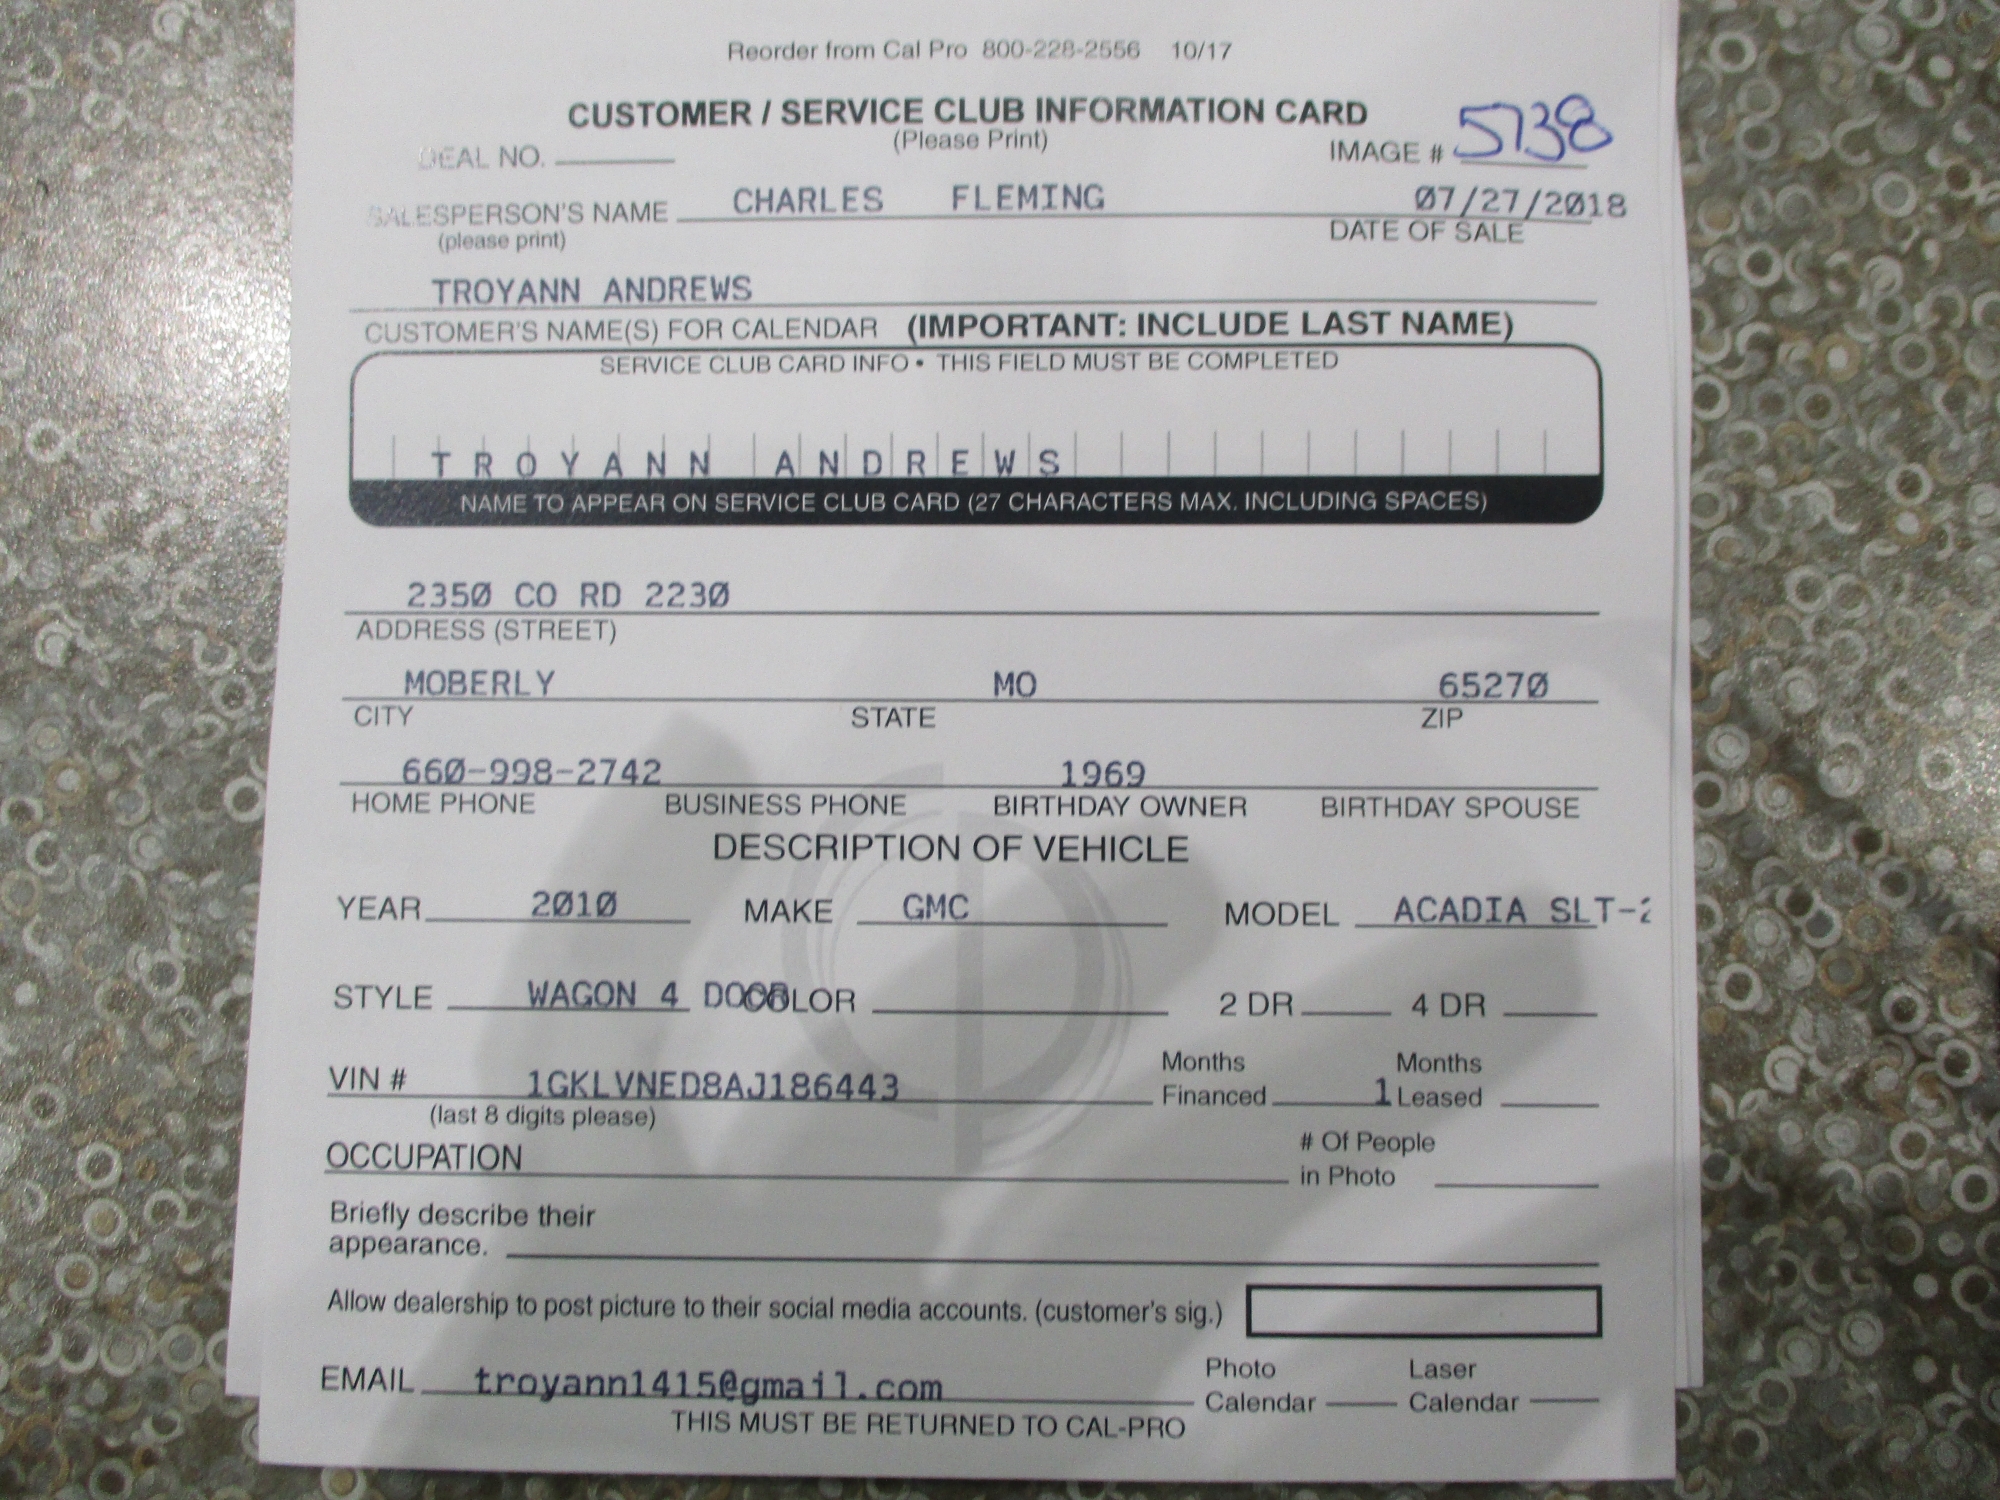 Reorder from Cal Pro 800-228-2556 10/17
CUSTOMER / SERVICE CLUB INFORMATION CARD
(Please Print)
DEAL NO.
IMAGE # 5738
SALESPERSON'S NAME CHARLES FLEMING 07/27/2018
(please print) DATE OF SALE
TROYANN ANDREWS
CUSTOMER'S NAME(S) FOR CALENDAR (IMPORTANT: INCLUDE LAST NAME)
SERVICE CLUB CARD INFO • THIS FIELD MUST BE COMPLETED
TROYANN ANDREWS
NAME TO APPEAR ON SERVICE CLUB CARD (27 CHARACTERS MAX. INCLUDING SPACES)
2350 CO RD 2230
ADDRESS (STREET)
MOBERLY MO 65270
CITY STATE ZIP
660-998-2742 1969
HOME PHONE BUSINESS PHONE BIRTHDAY OWNER BIRTHDAY SPOUSE
DESCRIPTION OF VEHICLE
YEAR 2010 MAKE GMC MODEL ACADIA SLT-2
STYLE WAGON 4 DOOR COLOR 2 DR 4 DR
VIN # 1GKLVNED8AJ186443
(last 8 digits please)
Months Financed 1 Months Leased
OCCUPATION
# Of People
in Photo
Briefly describe their
appearance.
Allow dealership to post picture to their social media accounts. (customer's sig.)
EMAIL troyann1415@gmail.com
Photo Calendar Laser Calendar
THIS MUST BE RETURNED TO CAL-PRO